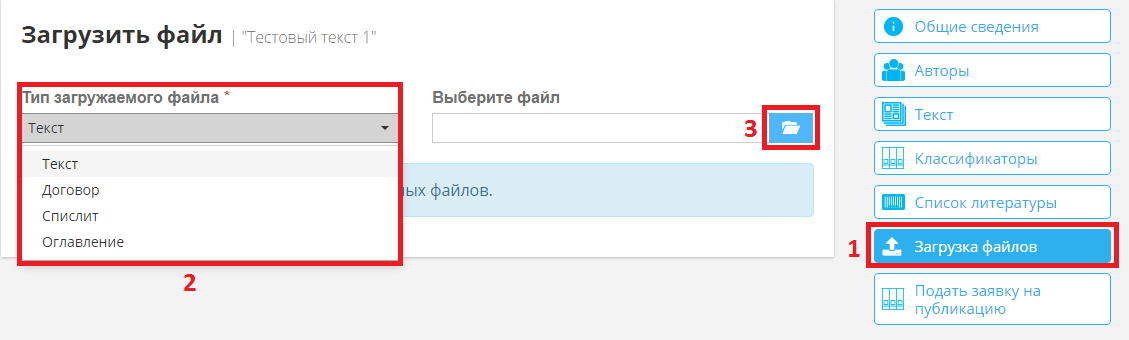 Загрузить файл | "Тестовый текст 1"
Тип загружаемого файла *
Текст
Текст
Договор
Спислит
Оглавление
2
Выберите файл
3
ых файлов.
Общие сведения
Авторы
Текст
Классификаторы
Список литературы
1
Загрузка файлов
Подать заявку на
публикацию